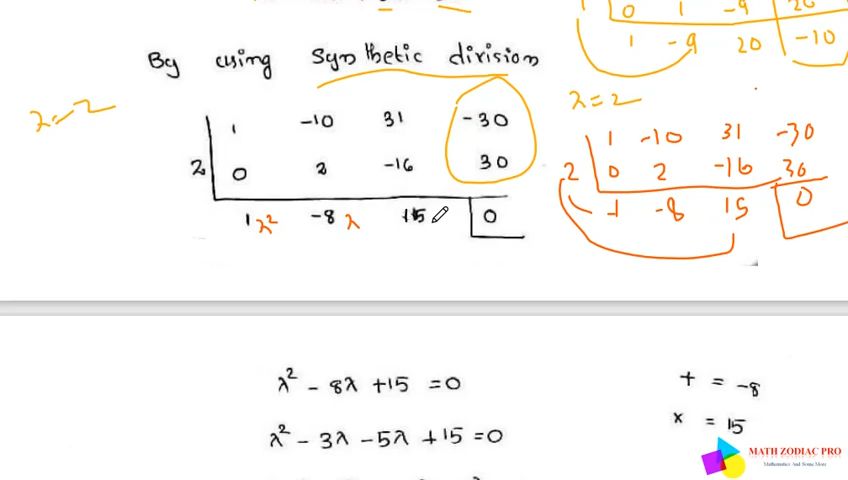 1 0 1 -9 20
1 -9 20 -10
By using Synthetic division
λ=2
λ=2
1 -10 31 -30
2 0 2 -16 30
1λ² -8λ 15 0
1 -10 31 -30
2 0 2 -16 30
1 -8 15 0
λ² - 8λ +15 =0
λ² - 3λ -5λ +15 =0
+ = -8
x = 15
MATH ZODIAC PRO
Mathematics And Some More